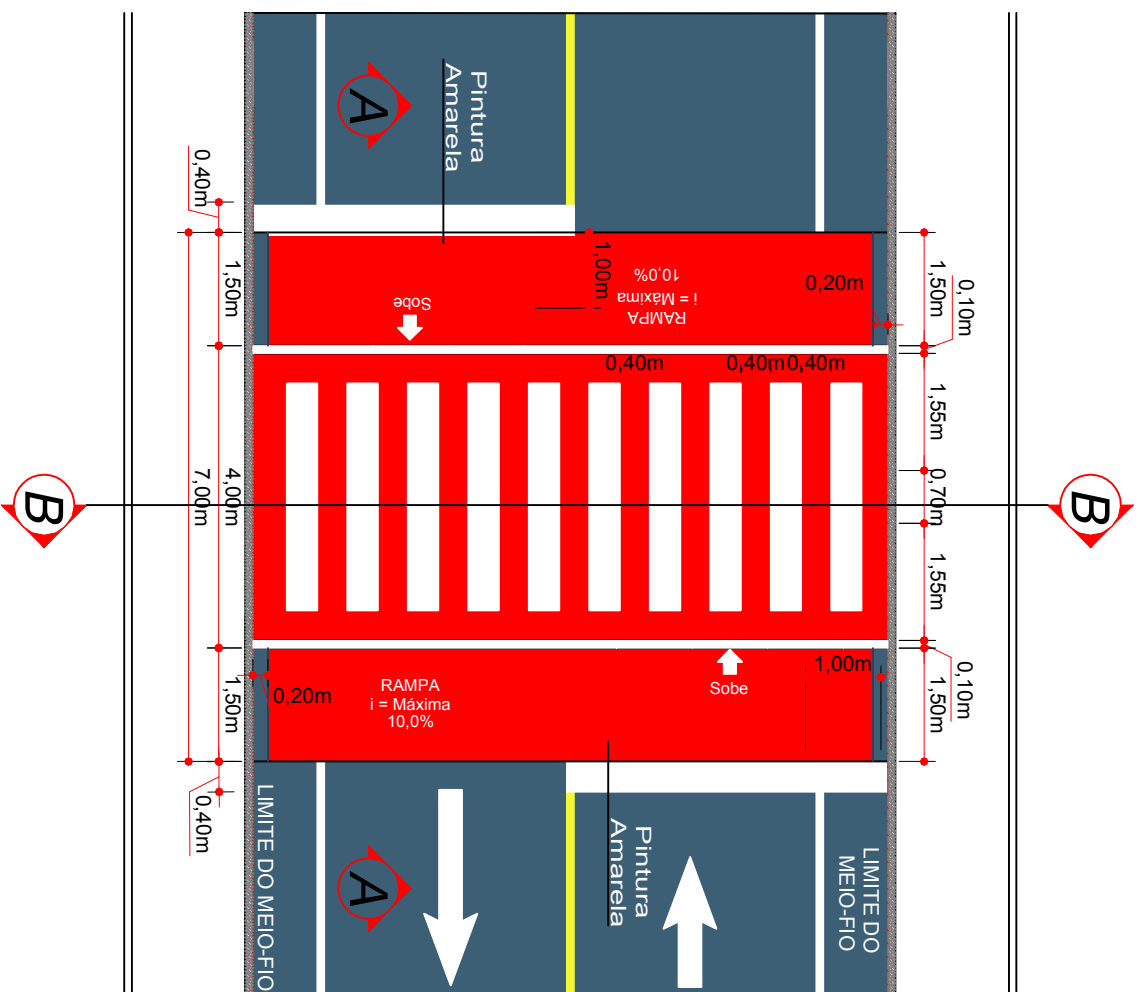 Pintura
Amarela
A
0,40m
1,50m
0,20m
1,00m
RAMPA
i = Máxima
10,0%
Sobe
1,50m
0,10m
0,40m
0,40m
0,40m
1,55m
B
7,00m
4,00m
0,70m
B
1,55m
1,50m
0,20m
RAMPA
i = Máxima
10,0%
Sobe
1,00m
1,50m
0,10m
0,40m
LIMITE DO MEIO-FIO
A
Pintura
Amarela
LIMITE DO
MEIO-FIO